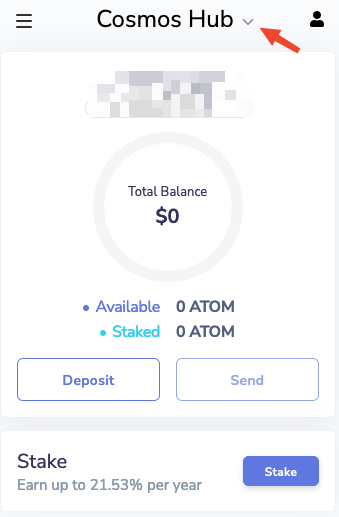 Cosmos Hub
Total Balance
$0
Available 0 ATOM
Staked 0 ATOM
Deposit Send
Stake
Earn up to 21.53% per year
Stake